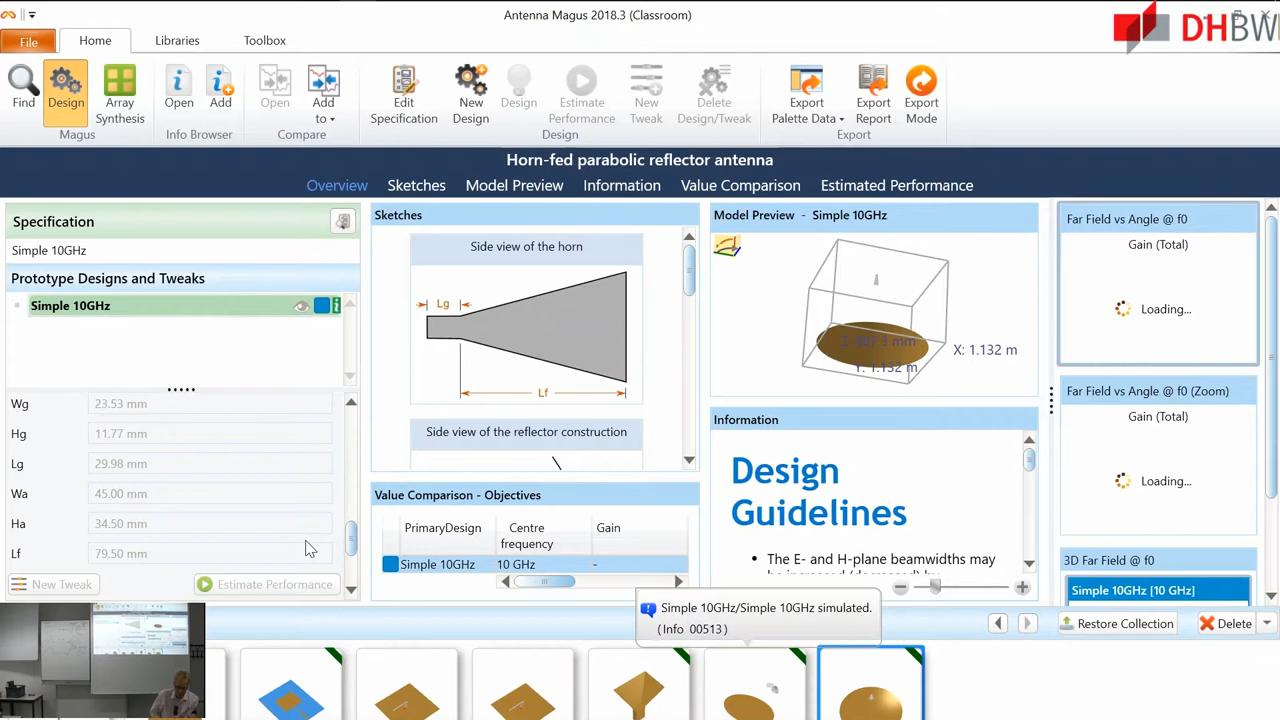 Antenna Magus 2018.3 (Classroom)
DHBW
File
Home
Libraries
Toolbox
Find
Design
Array
Synthesis
Open
Add
Open
Add
to
Edit
Specification
New
Design
Design
Estimate
Performance
New
Tweak
Delete
Design/Tweak
Export
Palette Data
Export
Report
Export
Mode
Magus
Info Browser
Compare
Design
Export
Horn-fed parabolic reflector antenna
Overview
Sketches
Model Preview
Information
Value Comparison
Estimated Performance
Specification
Simple 10GHz
Prototype Designs and Tweaks
Simple 10GHz
Wg 23.53 mm
Hg 11.77 mm
Lg 29.98 mm
Wa 45.00 mm
Ha 34.50 mm
Lf 79.50 mm
New Tweak
Estimate Performance
Sketches
Side view of the horn
Lg
Lf
Side view of the reflector construction
Value Comparison - Objectives
PrimaryDesign
Centre
frequency
Gain
Simple 10GHz 10 GHz -
Model Preview - Simple 10GHz
X: 1.132 m
Y: 1.132 m
Information
Design
Guidelines
• The E- and H-plane beamwidths may
Far Field vs Angle @ f0
Gain (Total)
Loading...
Far Field vs Angle @ f0 (Zoom)
Gain (Total)
Loading...
3D Far Field @ f0
Simple 10GHz [10 GHz]
Simple 10GHz/Simple 10GHz simulated.
(Info 00513)
Restore Collection
Delete